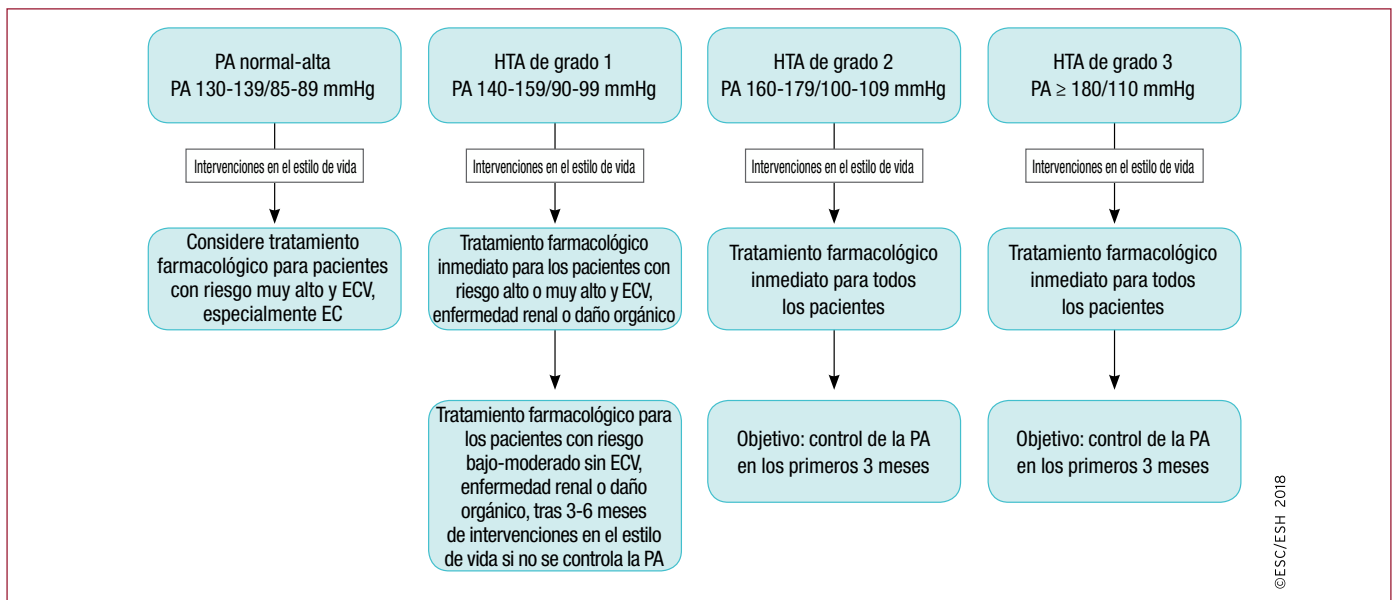 PA normal-alta
PA 130-139/85-89 mmHg
Intervenciones en el estilo de vida
Considere tratamiento
farmacológico para pacientes
con riesgo muy alto y ECV,
especialmente EC
HTA de grado 1
PA 140-159/90-99 mmHg
Intervenciones en el estilo de vida
Tratamiento farmacológico
inmediato para los pacientes con
riesgo alto o muy alto y ECV,
enfermedad renal o daño orgánico
Tratamiento farmacológico para
los pacientes con riesgo
bajo-moderado sin ECV,
enfermedad renal o daño
orgánico, tras 3-6 meses
de intervenciones en el estilo
de vida si no se controla la PA
HTA de grado 2
PA 160-179/100-109 mmHg
Intervenciones en el estilo de vida
Tratamiento farmacológico
inmediato para todos
los pacientes
Objetivo: control de la PA
en los primeros 3 meses
HTA de grado 3
PA ≥ 180/110 mmHg
Intervenciones en el estilo de vida
Tratamiento farmacológico
inmediato para todos
los pacientes
Objetivo: control de la PA
en los primeros 3 meses
©ESC/ESH 2018